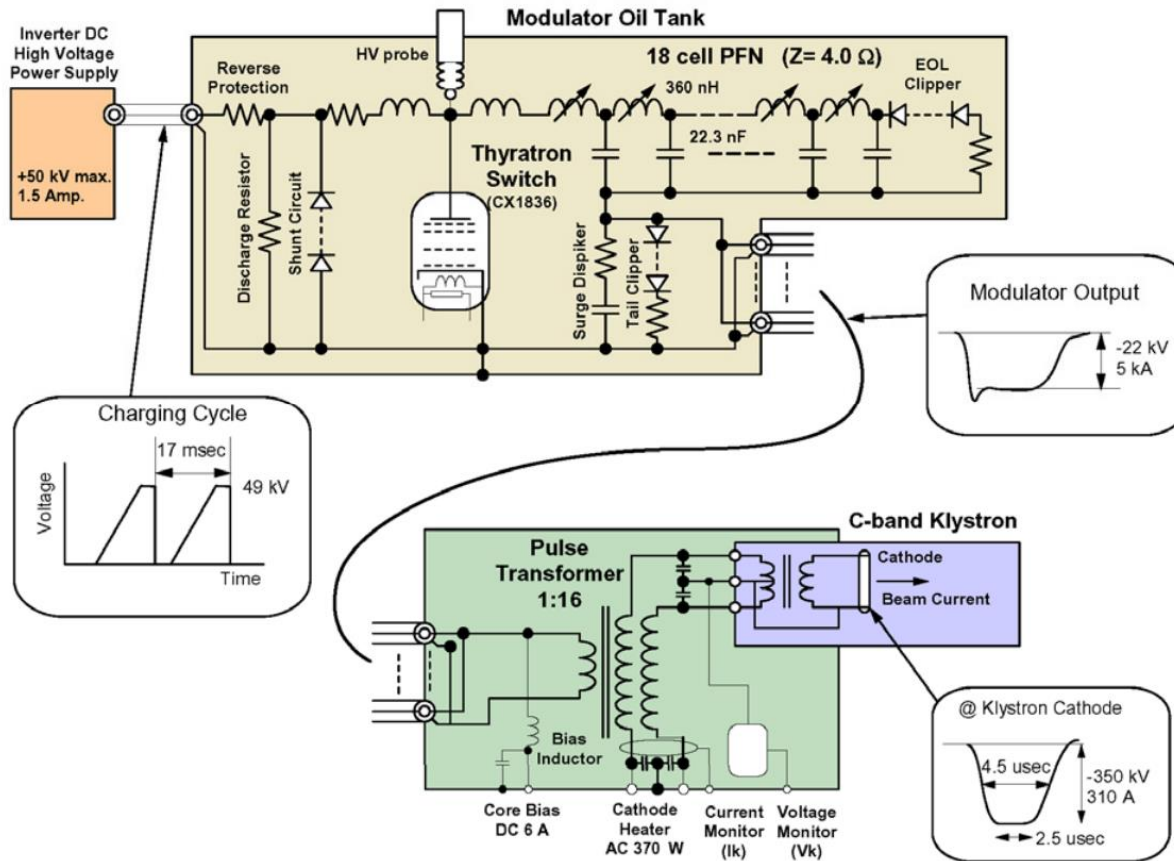 Modulator Oil Tank
Inverter DC
High Voltage
Power Supply
+50 kV max.
1.5 Amp.
HV probe
Reverse
Protection
18 cell PFN (Z= 4.0 Ω)
EOL
Clipper
360 nH
22.3 nF
Thyratron
Switch
(CX1836)
Discharge Resistor
Shunt Circuit
Surge Dispiker
Tail Clipper
Modulator Output
-22 kV
5 kA
Charging Cycle
17 msec
49 kV
Voltage
Time
C-band Klystron
Pulse
Transformer
1:16
Cathode
Beam Current
Bias
Inductor
Core Bias
DC 6 A
Cathode
Heater
AC 370 W
Current
Monitor
(Ik)
Voltage
Monitor
(Vk)
@ Klystron Cathode
4.5 usec
-350 kV
310 A
2.5 usec